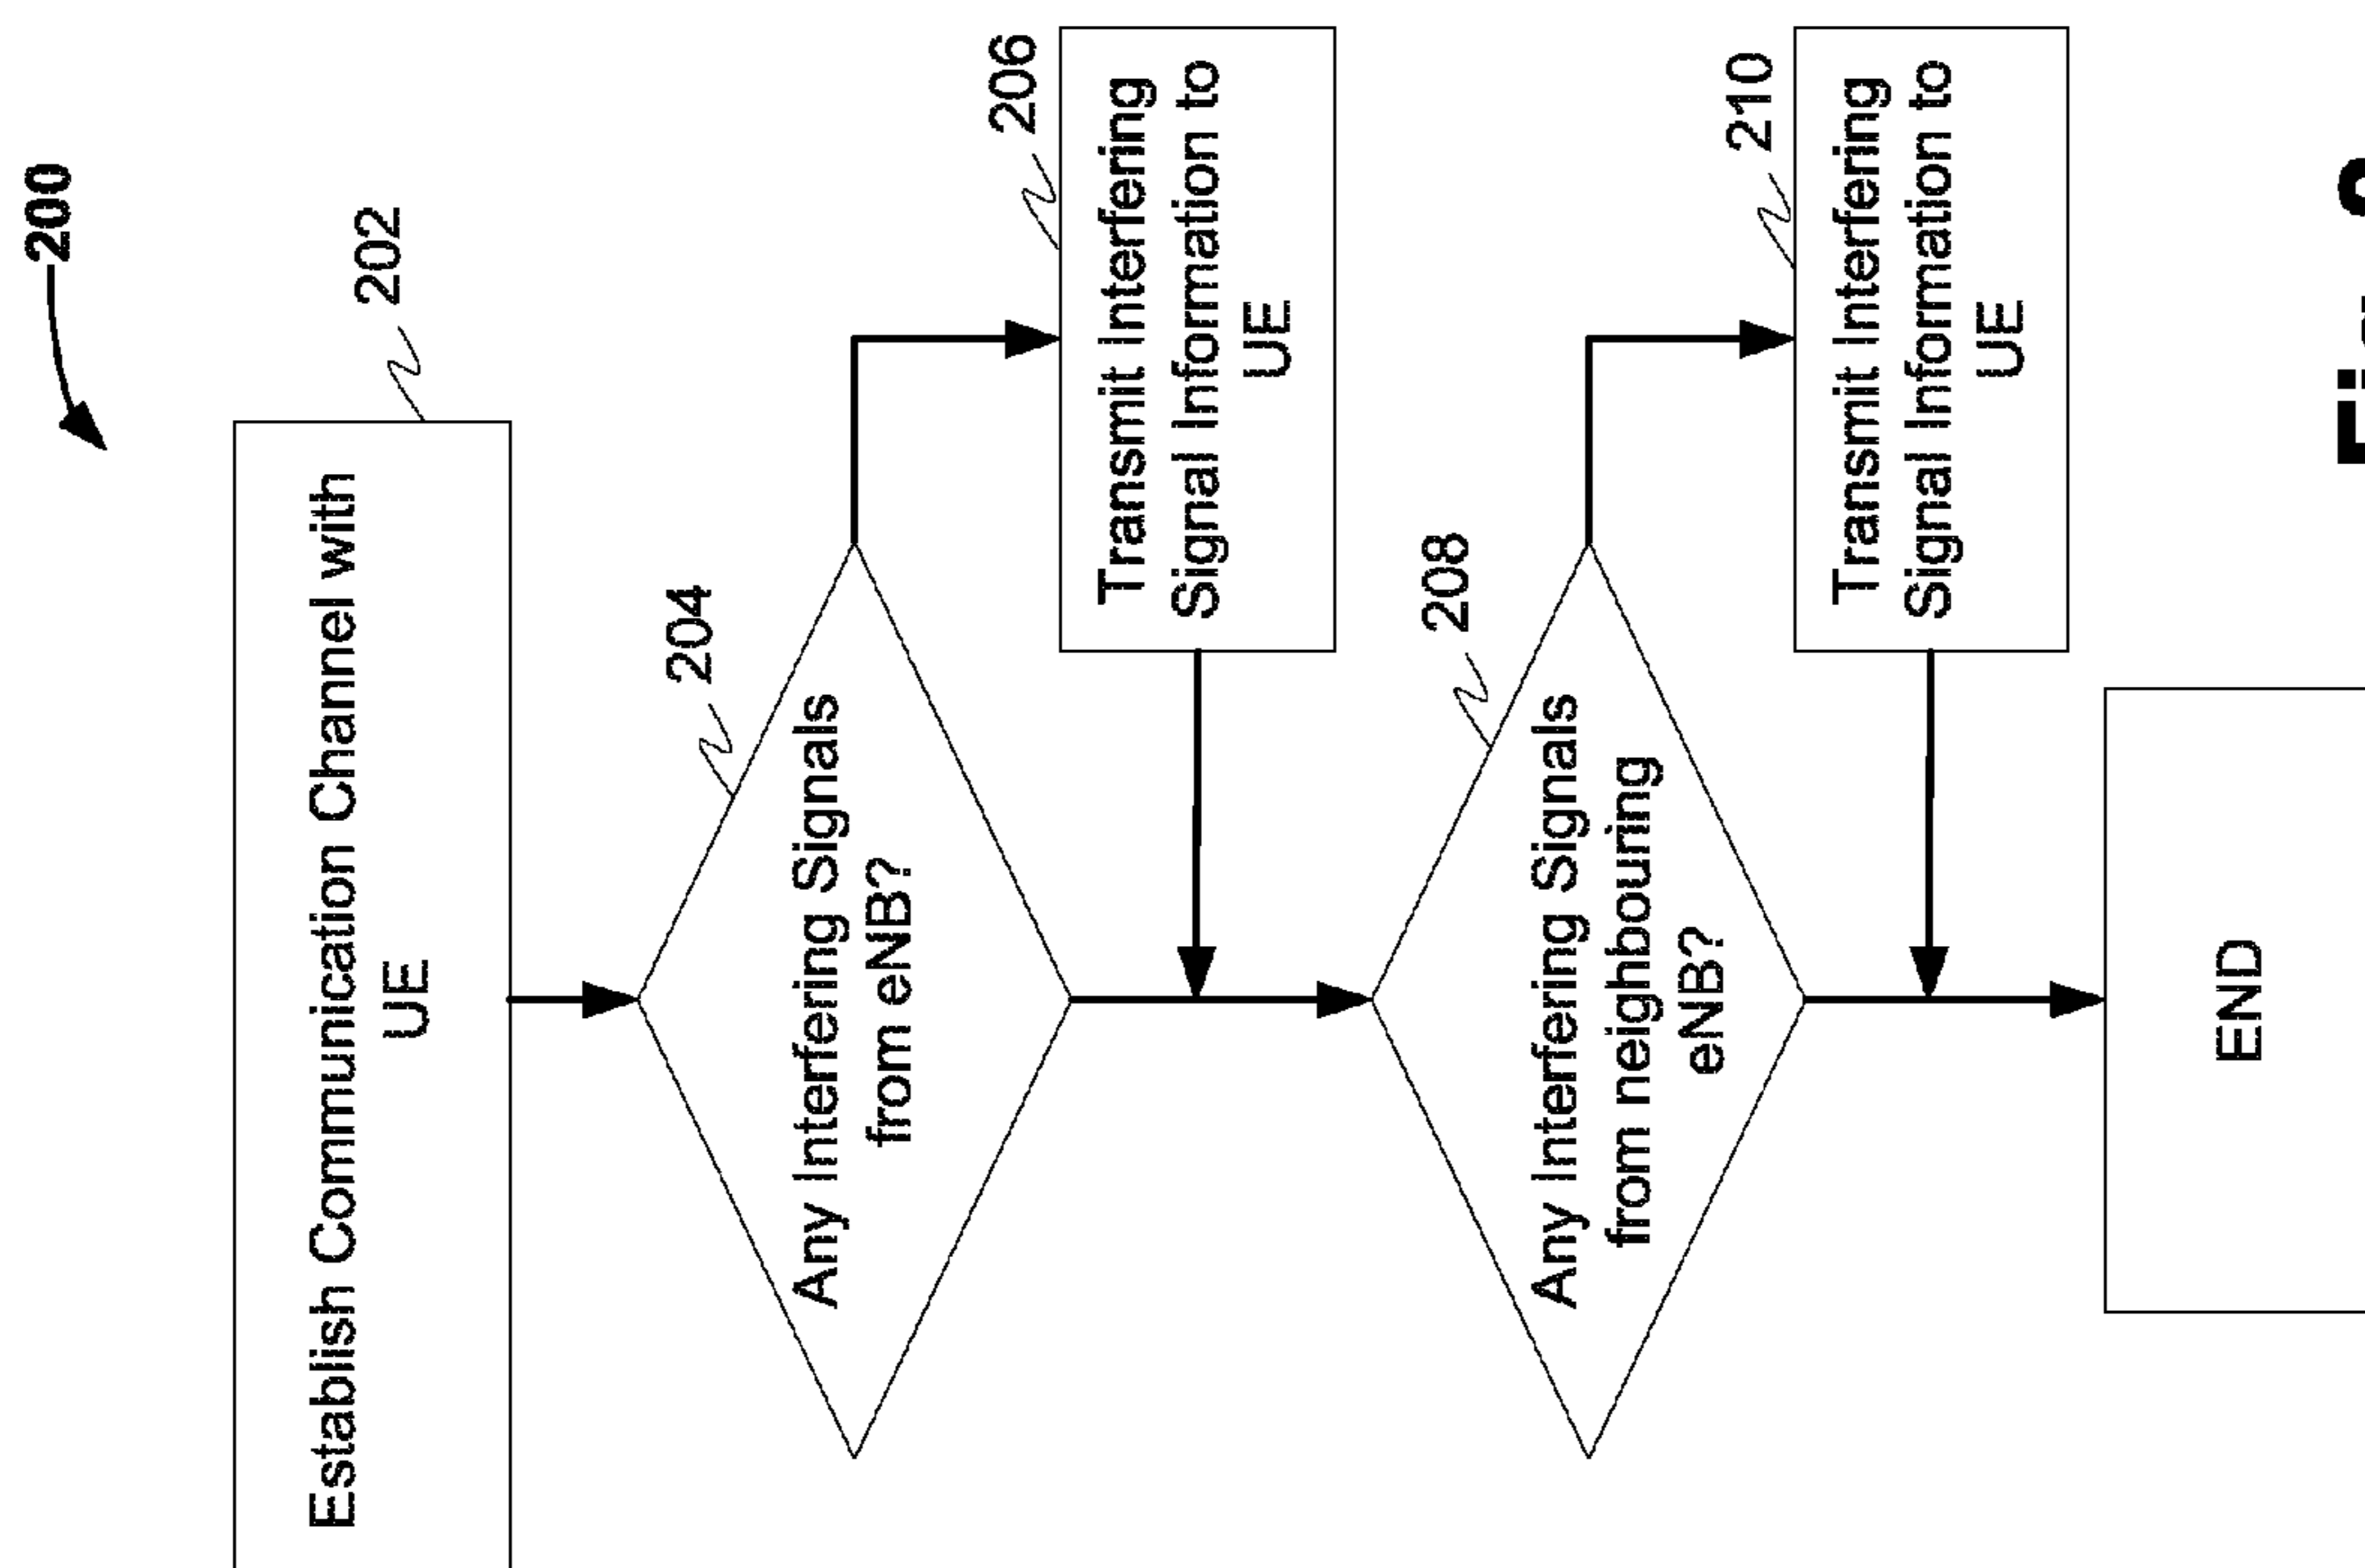 200
202
Establish Communication Channel with
UE
204
Any Interfering Signals
from eNB?
206
Transmit Interfering
Signal Information to
UE
208
Any Interfering Signals
from neighbouring
eNB?
210
Transmit Interfering
Signal Information to
UE
END